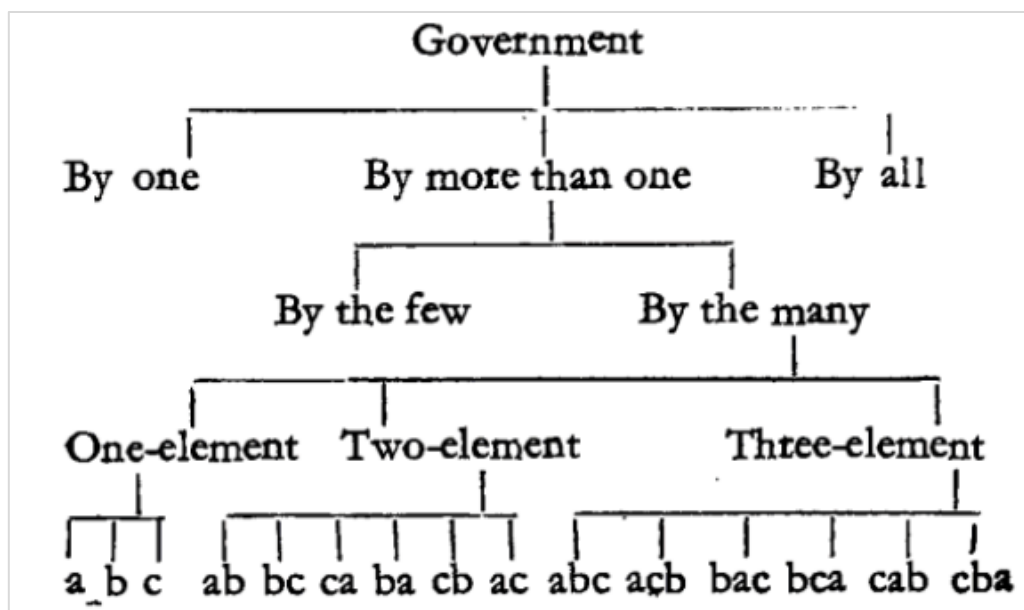 Government
By one By more than one By all
By the few By the many
One-element Two-element Three-element
a b c ab bc ca ba cb ac abc acb bac bca cab cba